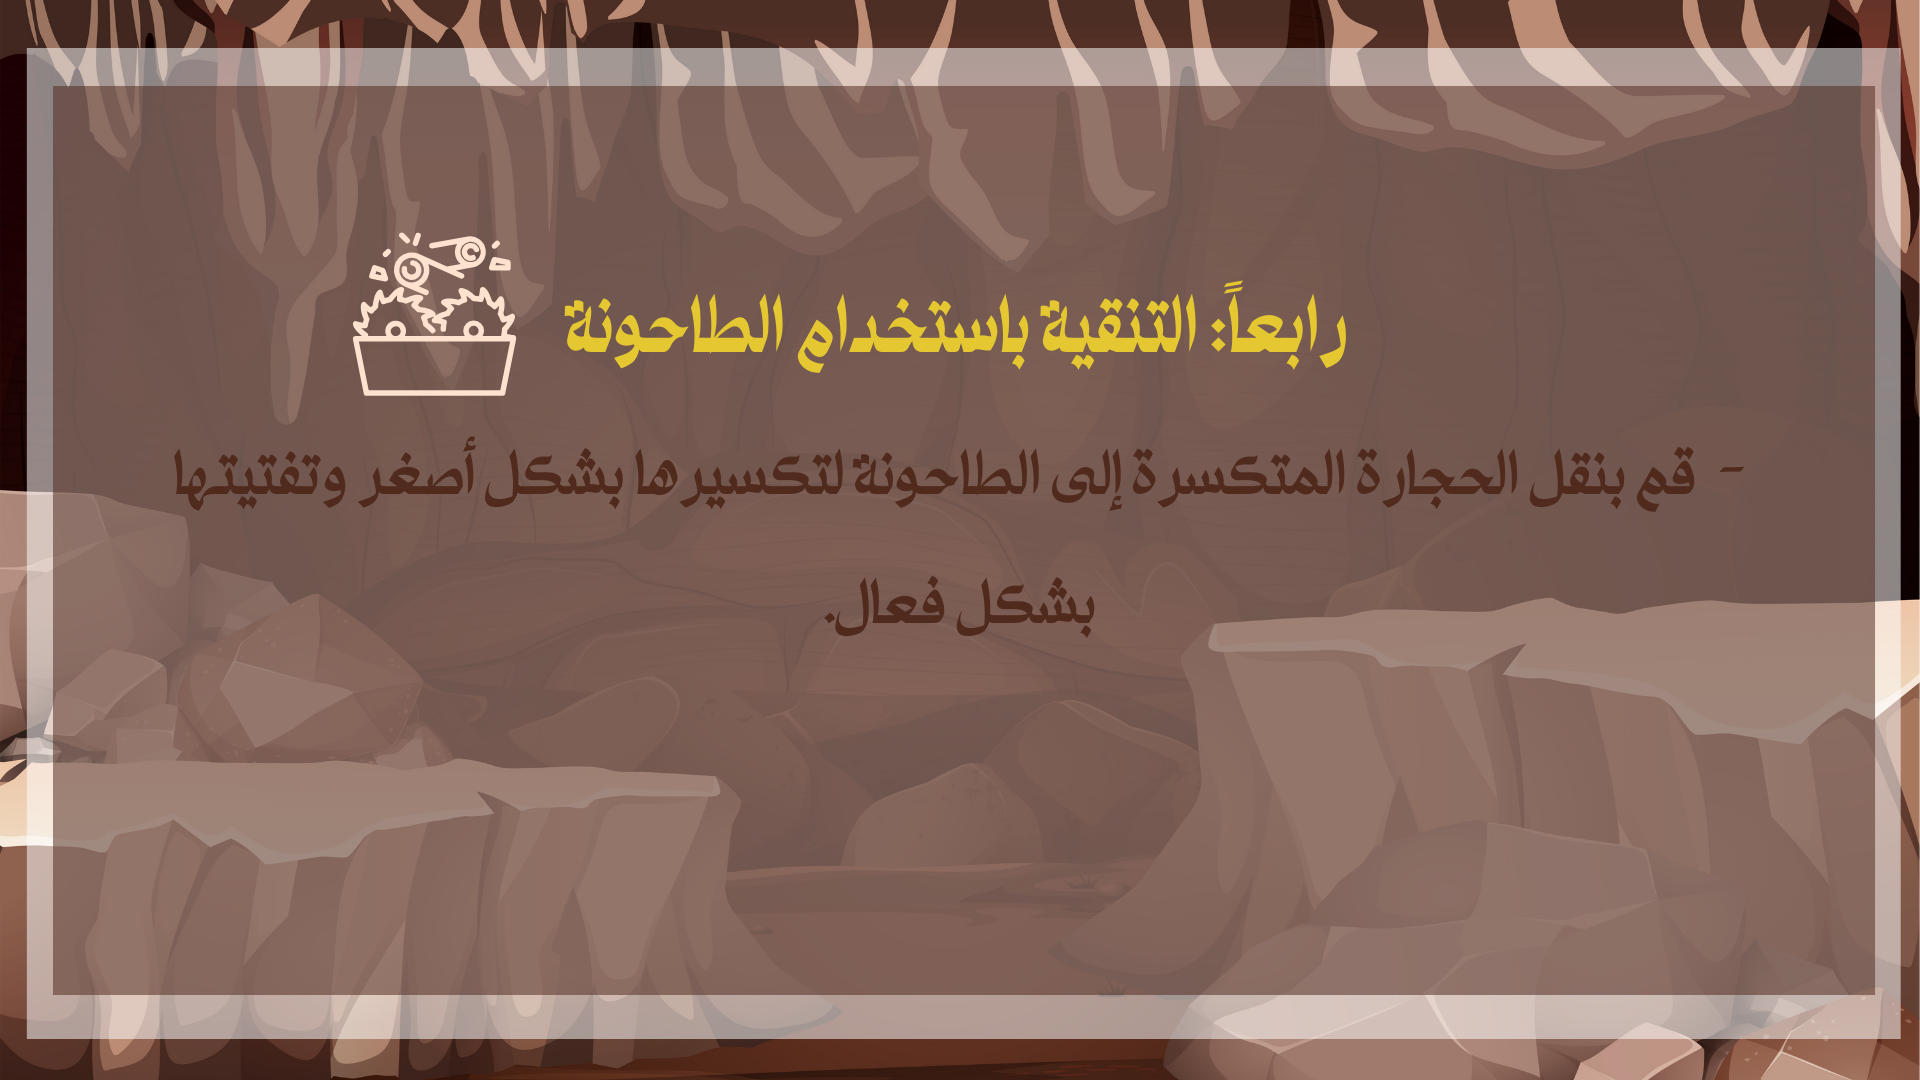 رابعاً: التنقية باستخدام الطاحونة
- قم بنقل الحجارة المتكسرة إلى الطاحونة لتكسيرها بشكل أصغر وتفتيتها
بشكل فعال.